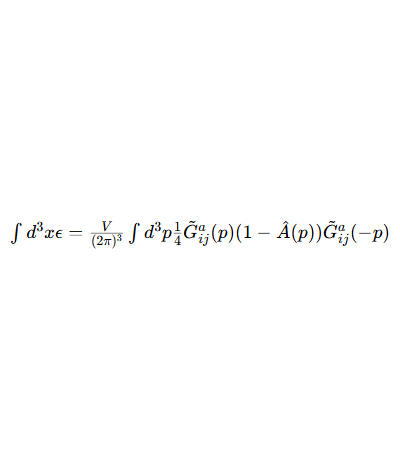 ∫ d³xϵ = V/(2π)³ ∫ d³p ¼ G̃ᵃᵢⱼ(p)(1 − Â(p))G̃ᵃᵢⱼ(−p)